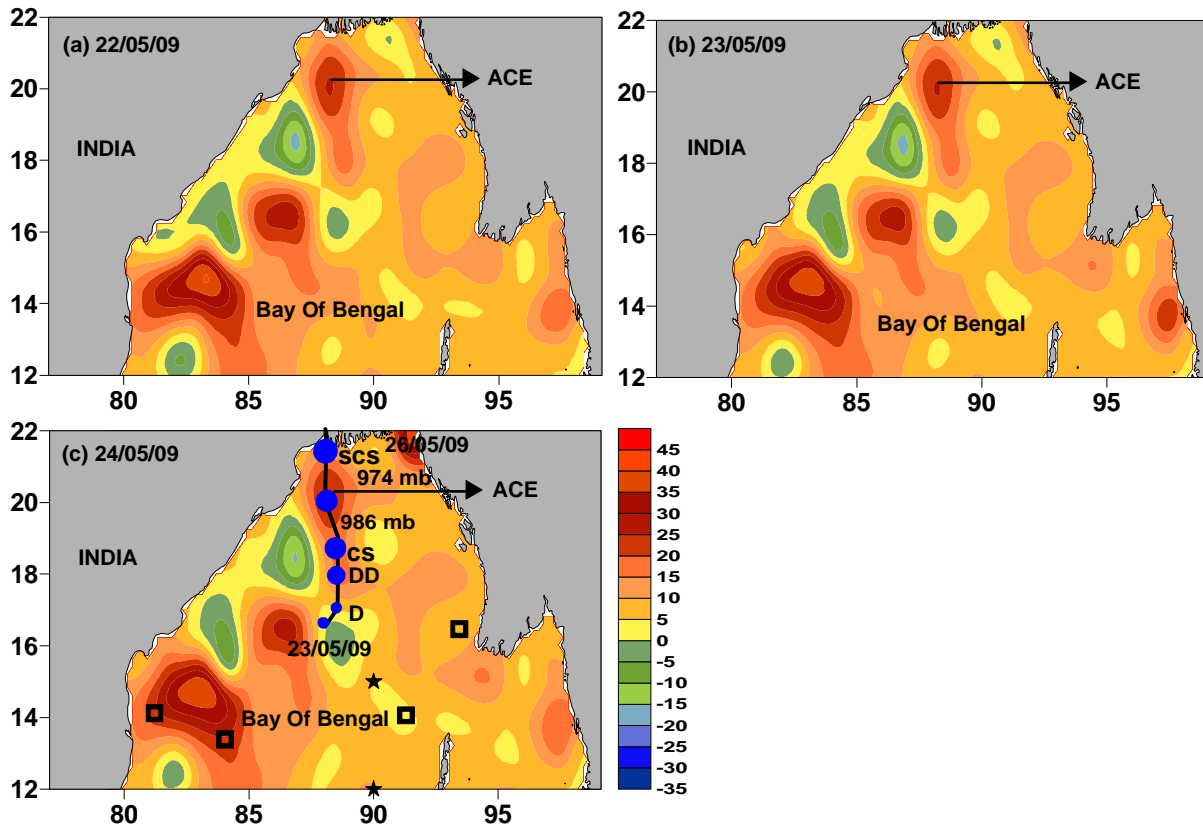 22
(a) 22/05/09
20
ACE
INDIA
18
16
14
Bay Of Bengal
12
80 85 90 95
22
(b) 23/05/09
20
ACE
INDIA
18
16
14
Bay Of Bengal
12
80 85 90 95
22
(c) 24/05/09
26/05/09
SCS
974 mb
20
ACE
986 mb
INDIA
CS
18
DD
D
16
23/05/09
14
Bay Of Bengal
12
80 85 90 95
45
40
35
30
25
20
15
10
5
0
-5
-10
-15
-20
-25
-30
-35